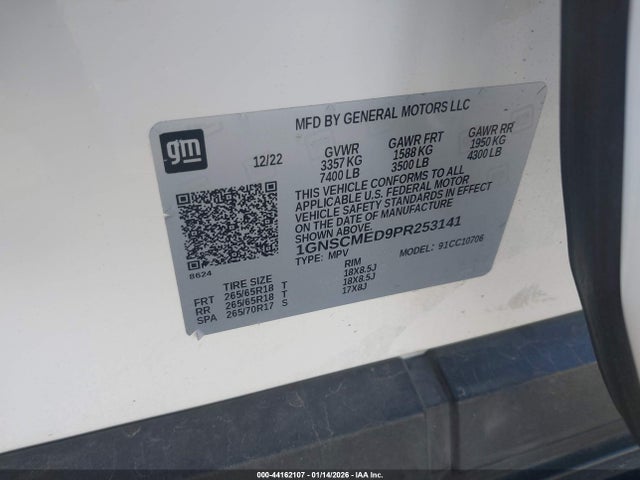 gm
MFD BY GENERAL MOTORS LLC
12/22
GVWR GAWR FRT GAWR RR
3357 KG 1588 KG 1950 KG
7400 LB 3500 LB 4300 LB
THIS VEHICLE CONFORMS TO ALL
APPLICABLE U.S. FEDERAL MOTOR
VEHICLE SAFETY STANDARDS IN EFFECT
ON THE DATE OF MANUFACTURE
SHOWN ABOVE.
1GNSCMED9PR253141
TYPE: MPV MODEL: 91CC10706
8624
TIRE SIZE RIM
FRT 265/65R18 T 18X8.5J
RR 265/65R18 T 18X8.5J
SPA 265/70R17 S 17X8J
000-44162107 - 01/14/2026 - IAA Inc.